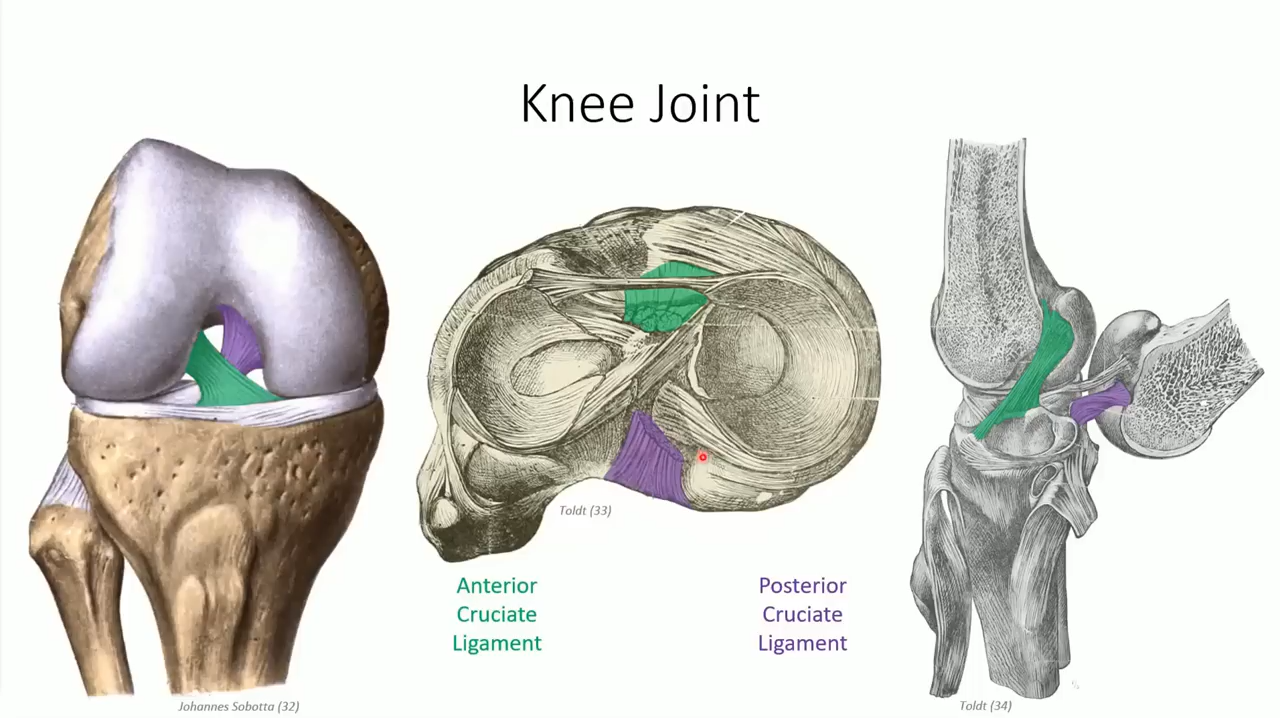 Knee Joint
Toldt (33)
Anterior
Cruciate
Ligament
Posterior
Cruciate
Ligament
Johannes Sobotta (32)
Toldt (34)